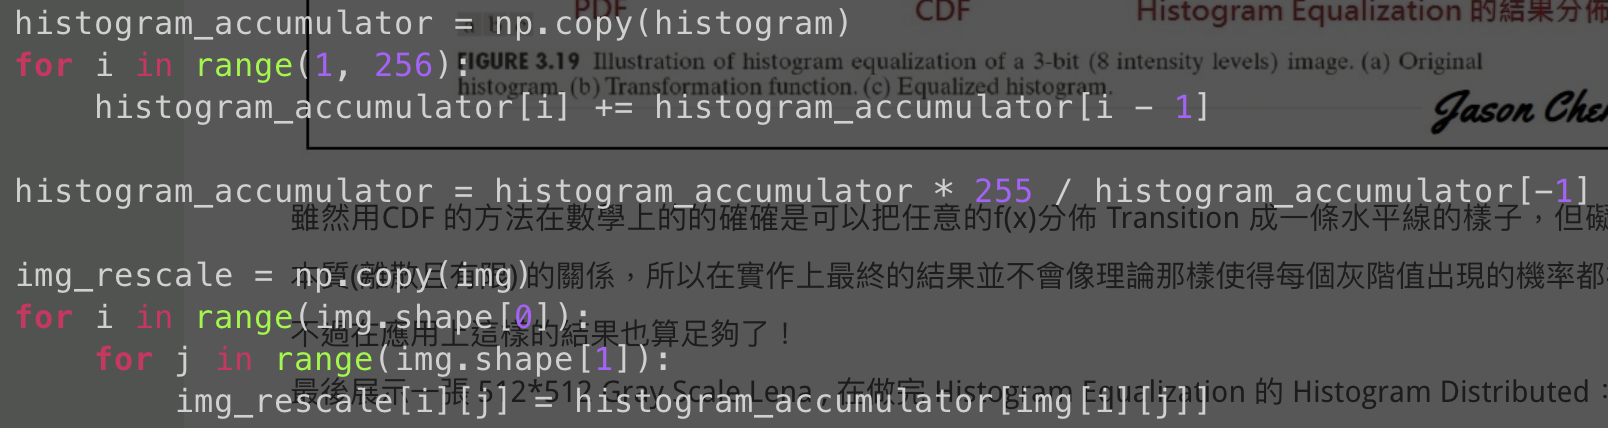 PDF CDF Histogram Equalization 的結果分佈
histogram_accumulator = np.copy(histogram)
for i in range(1, 256):
FIGURE 3.19 Illustration of histogram equalization of a 3-bit (8 intensity levels) image. (a) Original
histogram. (b) Transformation function. (c) Equalized histogram.
histogram_accumulator[i] += histogram_accumulator[i - 1]
Jason Chen
histogram_accumulator = histogram_accumulator * 255 / histogram_accumulator[-1]
雖然用CDF 的方法在數學上的的確確是可以把任意的f(x)分佈 Transition 成一條水平線的樣子，但礙
img_rescale = np.copy(img)
本質(離散且有限)的關係，所以在實作上最終的結果並不會像理論那樣使得每個灰階值出現的機率都
for i in range(img.shape[0]):
不過在應用上這樣的結果也算足夠了！
for j in range(img.shape[1]):
最後展示一張 512*512 Gray Scale Lena，在做完 Histogram Equalization 的 Histogram Distributed：
img_rescale[i][j] = histogram_accumulator[img[i][j]]